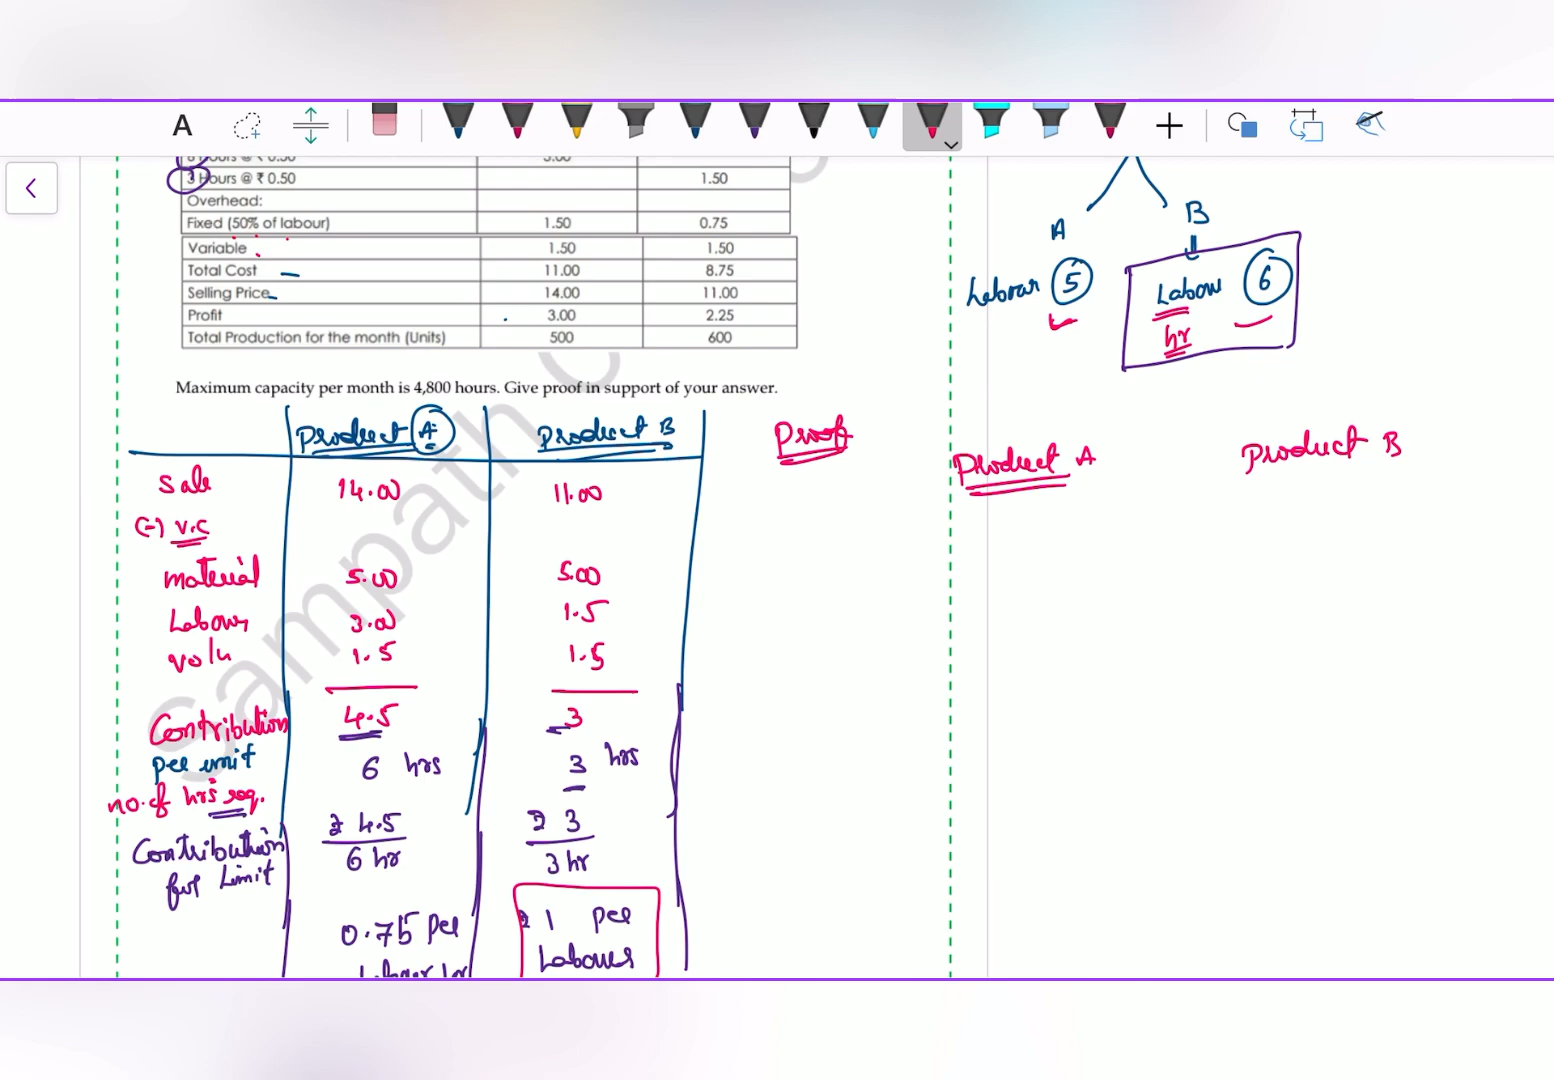 A
3 Hours @ ₹ 0.50 1.50
Overhead:
Fixed (50% of labour) 1.50 0.75
Variable 1.50 1.50
Total Cost 11.00 8.75
Selling Price 14.00 11.00
Profit 3.00 2.25
Total Production for the month (Units) 500 600
Maximum capacity per month is 4,800 hours. Give proof in support of your answer.
A B
Labour 5 Labour 6
hr
Product A Product B
Sale 14.00 11.00
(-) V.C
Material 5.00 5.00
Labour 3.00 1.5
1.5 1.5
Contribution 4.5 3
per unit
6 hrs 3 hrs
no. of hrs req.
Contribution ₹ 4.5 ₹ 3
Limit 6 hr 3 hr
0.75 per ₹ 1 per
Labour hr Labour
Proof
Product A Product B
Sampath